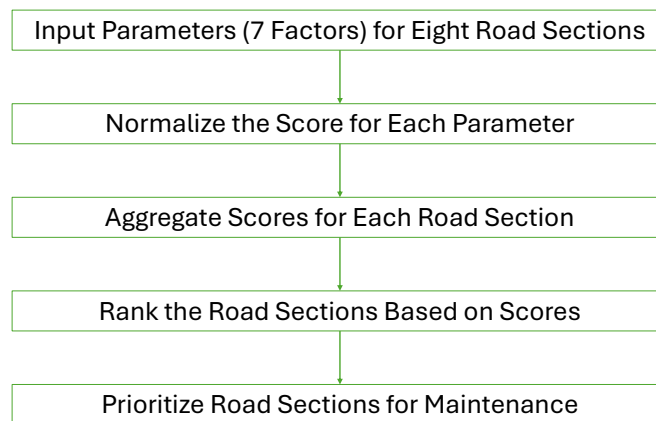 Input Parameters (7 Factors) for Eight Road Sections
Normalize the Score for Each Parameter
Aggregate Scores for Each Road Section
Rank the Road Sections Based on Scores
Prioritize Road Sections for Maintenance